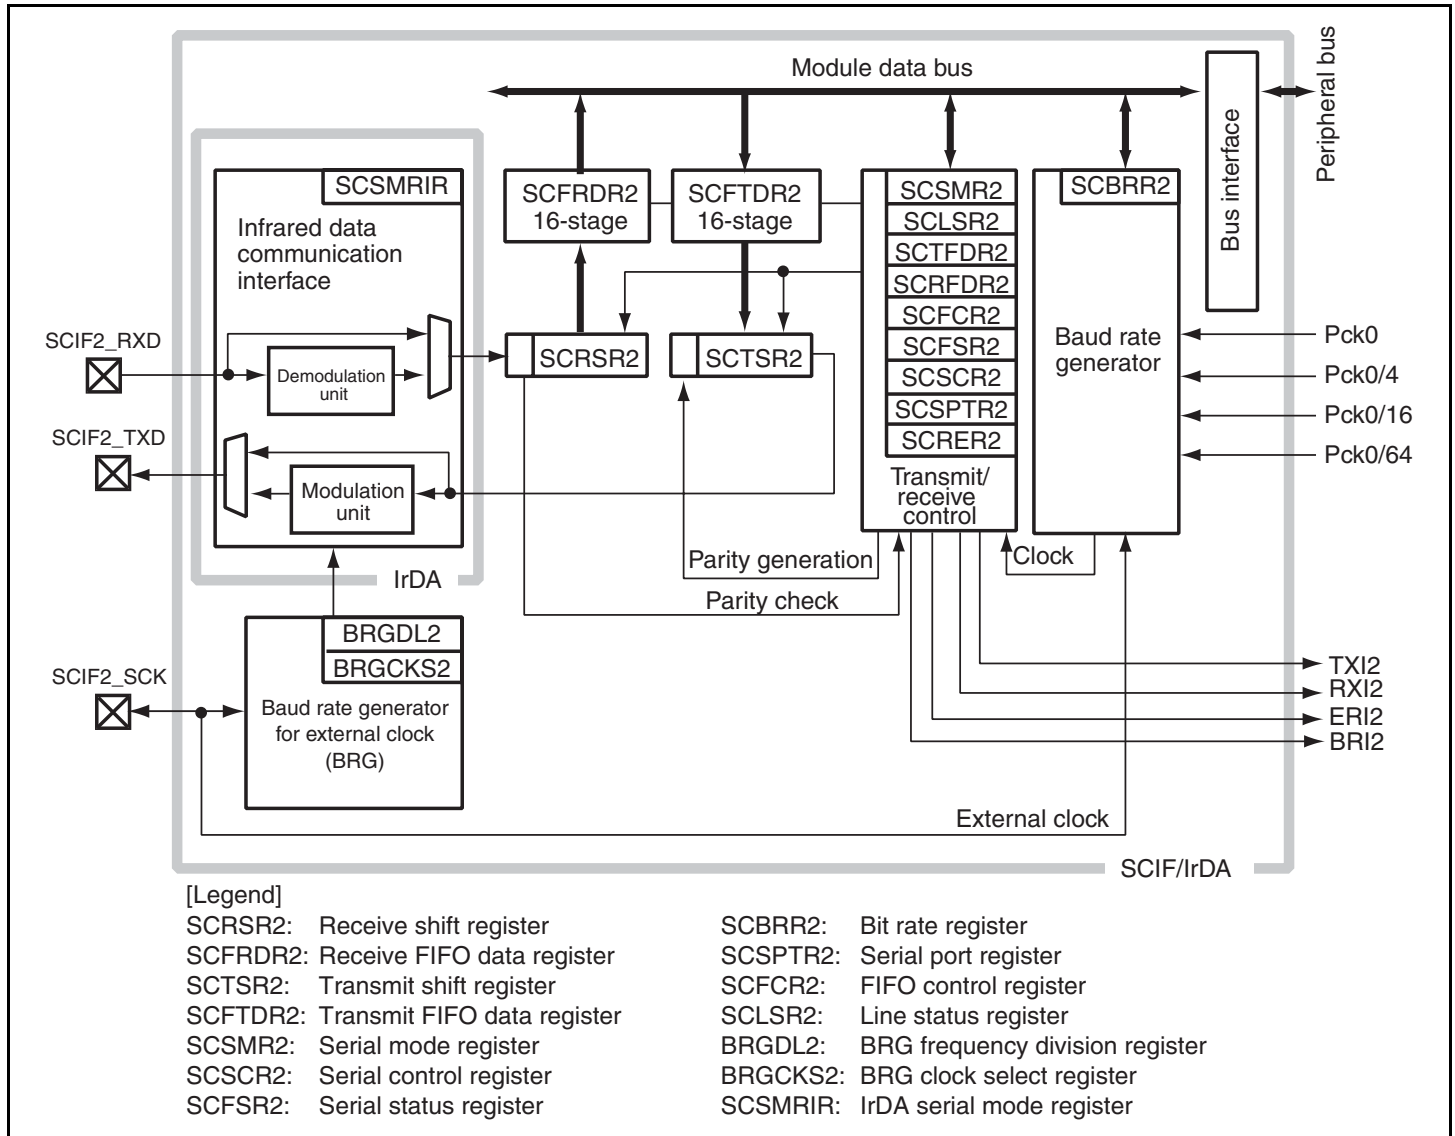 Module data bus
Peripheral bus
Bus interface
SCSMRIR
Infrared data
communication
interface
SCFRDR2
16-stage
SCFTDR2
16-stage
SCSMR2
SCLSR2
SCTFDR2
SCRFDR2
SCFCR2
SCFSR2
SCSCR2
SCSPTR2
SCRER2
Transmit/
receive
control
SCBRR2
Baud rate
generator
SCIF2_RXD
Demodulation
unit
SCRSR2
SCTSR2
Pck0
Pck0/4
Pck0/16
Pck0/64
SCIF2_TXD
Modulation
unit
IrDA
Parity generation
Parity check
Clock
BRGDL2
BRGCKS2
Baud rate generator
for external clock
(BRG)
SCIF2_SCK
TXI2
RXI2
ERI2
BRI2
External clock
SCIF/IrDA
[Legend]
SCRSR2: Receive shift register
SCFRDR2: Receive FIFO data register
SCTSR2: Transmit shift register
SCFTDR2: Transmit FIFO data register
SCSMR2: Serial mode register
SCSCR2: Serial control register
SCFSR2: Serial status register
SCBRR2: Bit rate register
SCSPTR2: Serial port register
SCFCR2: FIFO control register
SCLSR2: Line status register
BRGDL2: BRG frequency division register
BRGCKS2: BRG clock select register
SCSMRIR: IrDA serial mode register